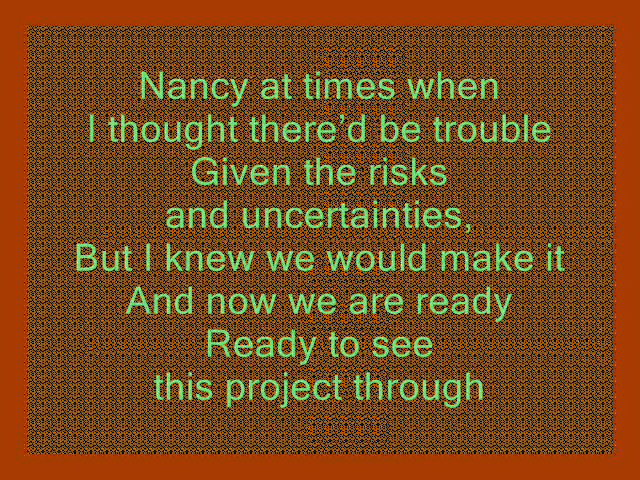 Nancy at times when
I thought there’d be trouble
Given the risks
and uncertainties,
But I knew we would make it
And now we are ready
Ready to see
this project through